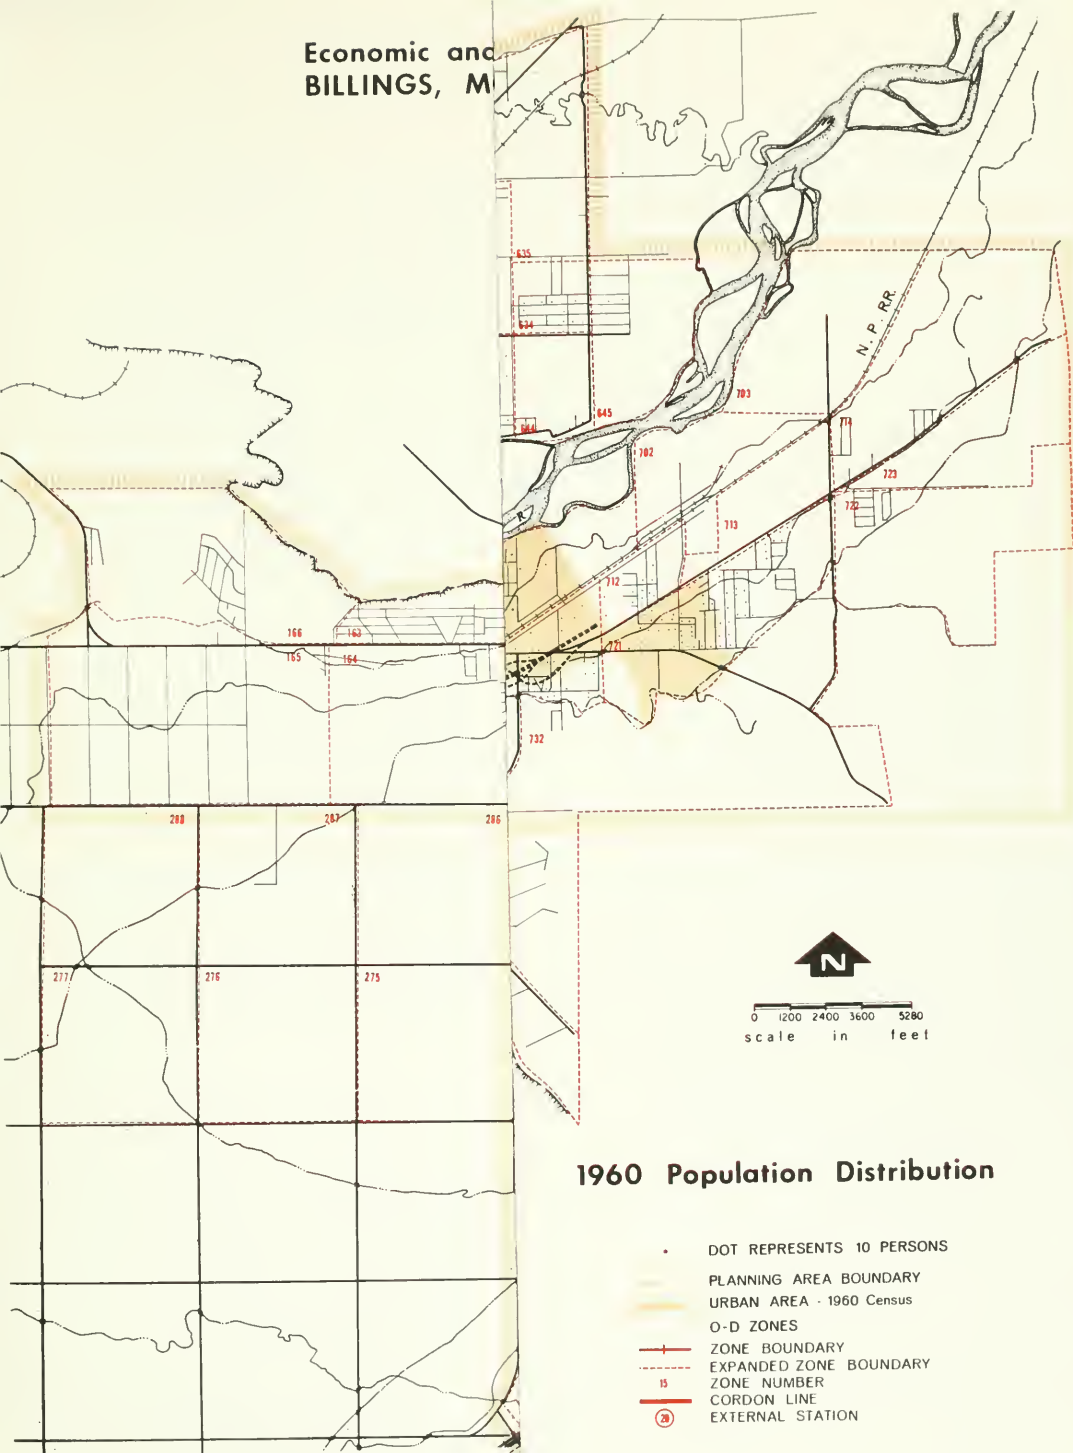 Economic and
BILLINGS, M
635
634
N. P. RR.
703
645
644
714
702
723
722
R.
713
712
166
163
721
165
164
732
288
287
286
277
276
275
N
0 1200 2400 3600 5280
scale in feet
1960 Population Distribution
DOT REPRESENTS 10 PERSONS
PLANNING AREA BOUNDARY
URBAN AREA - 1960 Census
O-D ZONES
ZONE BOUNDARY
EXPANDED ZONE BOUNDARY
15 ZONE NUMBER
CORDON LINE
20 EXTERNAL STATION